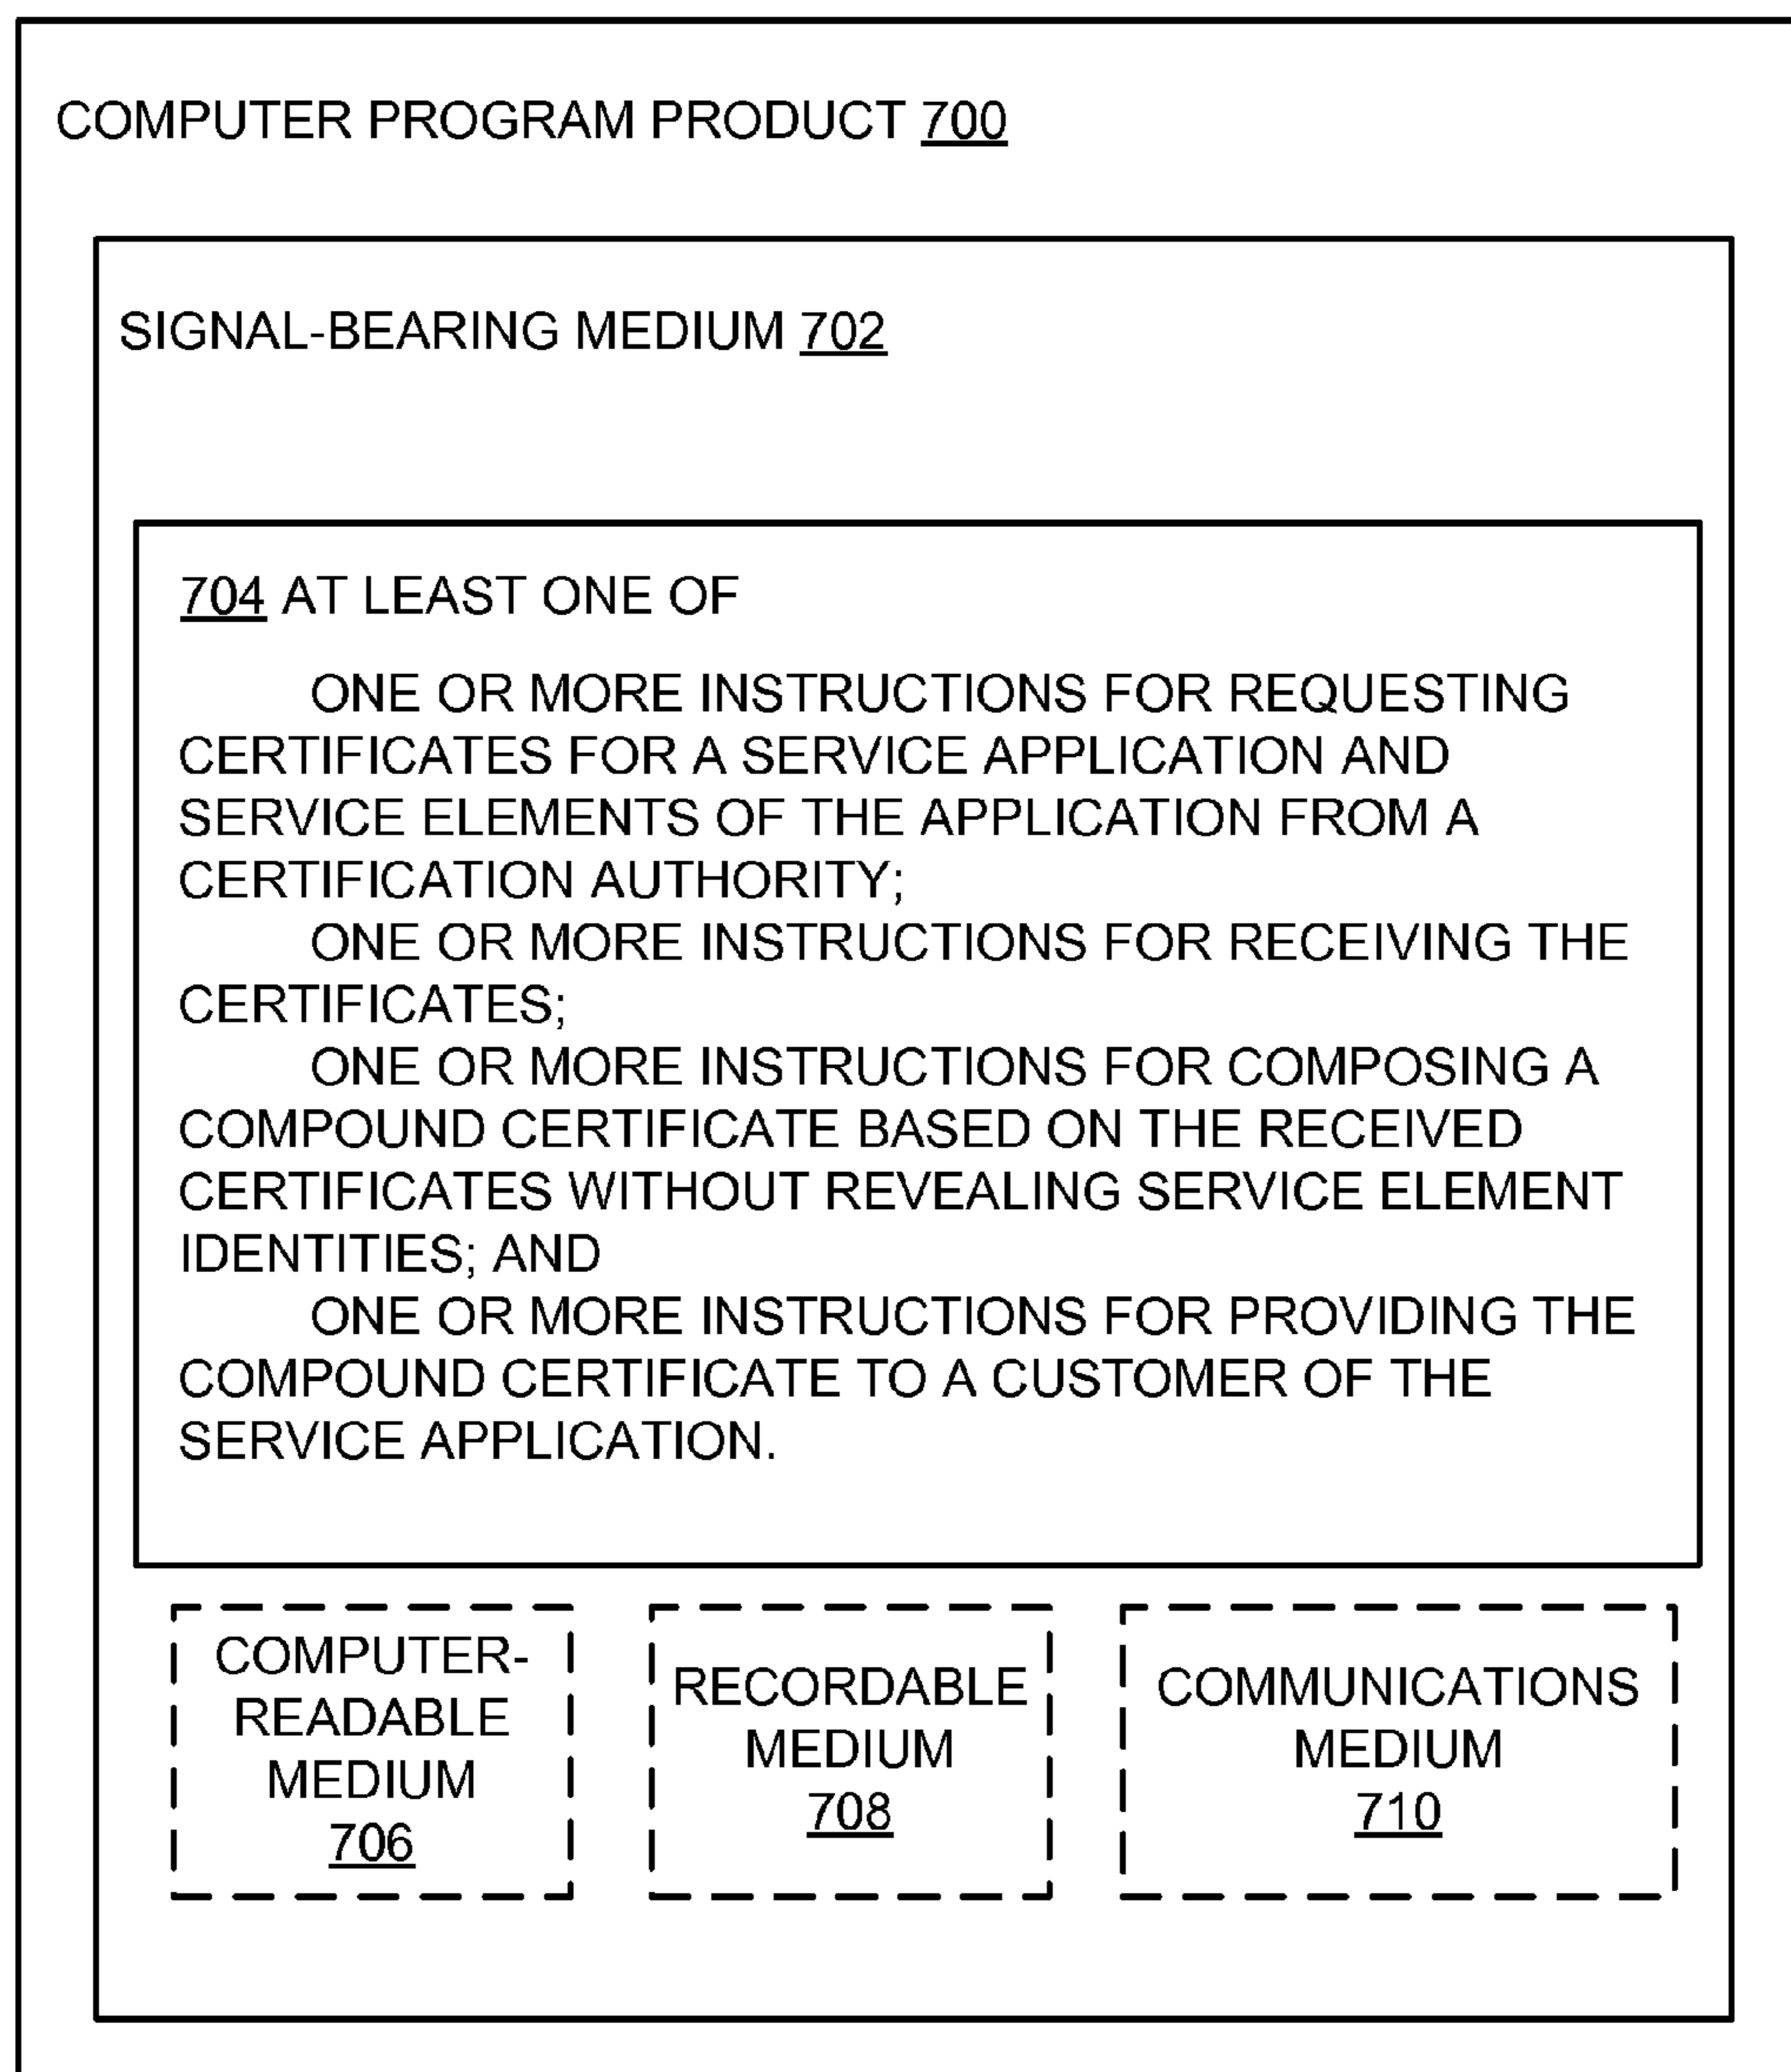 COMPUTER PROGRAM PRODUCT 700
SIGNAL-BEARING MEDIUM 702
704 AT LEAST ONE OF
ONE OR MORE INSTRUCTIONS FOR REQUESTING
CERTIFICATES FOR A SERVICE APPLICATION AND
SERVICE ELEMENTS OF THE APPLICATION FROM A
CERTIFICATION AUTHORITY;
ONE OR MORE INSTRUCTIONS FOR RECEIVING THE
CERTIFICATES;
ONE OR MORE INSTRUCTIONS FOR COMPOSING A
COMPOUND CERTIFICATE BASED ON THE RECEIVED
CERTIFICATES WITHOUT REVEALING SERVICE ELEMENT
IDENTITIES; AND
ONE OR MORE INSTRUCTIONS FOR PROVIDING THE
COMPOUND CERTIFICATE TO A CUSTOMER OF THE
SERVICE APPLICATION.
COMPUTER-
READABLE
MEDIUM
706
RECORDABLE
MEDIUM
708
COMMUNICATIONS
MEDIUM
710